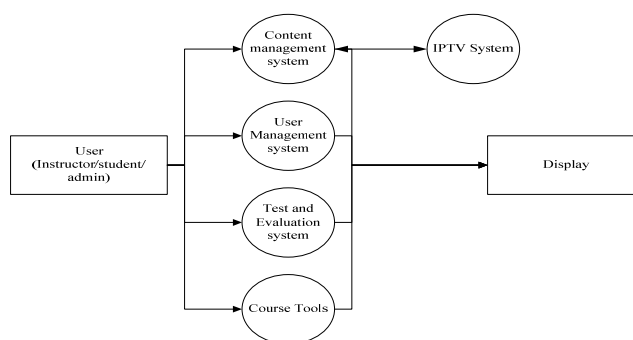 Content
management
system
IPTV System
User
Management
system
User
(Instructor/student/
admin)
Display
Test and
Evaluation
system
Course Tools